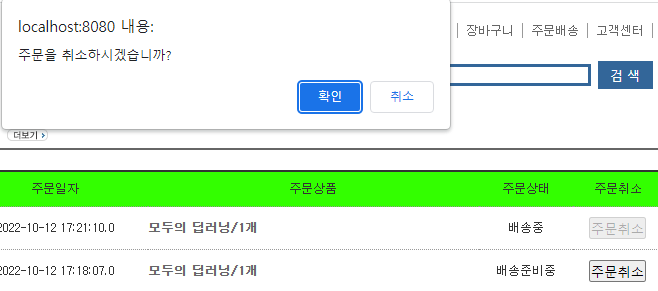 localhost:8080 내용:
주문을 취소하시겠습니까?
확인 취소
장바구니 주문배송 고객센터
검 색
더보기
주문일자 주문상품 주문상태 주문취소
2022-10-12 17:21:10.0 모두의 딥러닝/1개 배송중 주문취소
2022-10-12 17:18:07.0 모두의 딥러닝/1개 배송준비중 주문취소